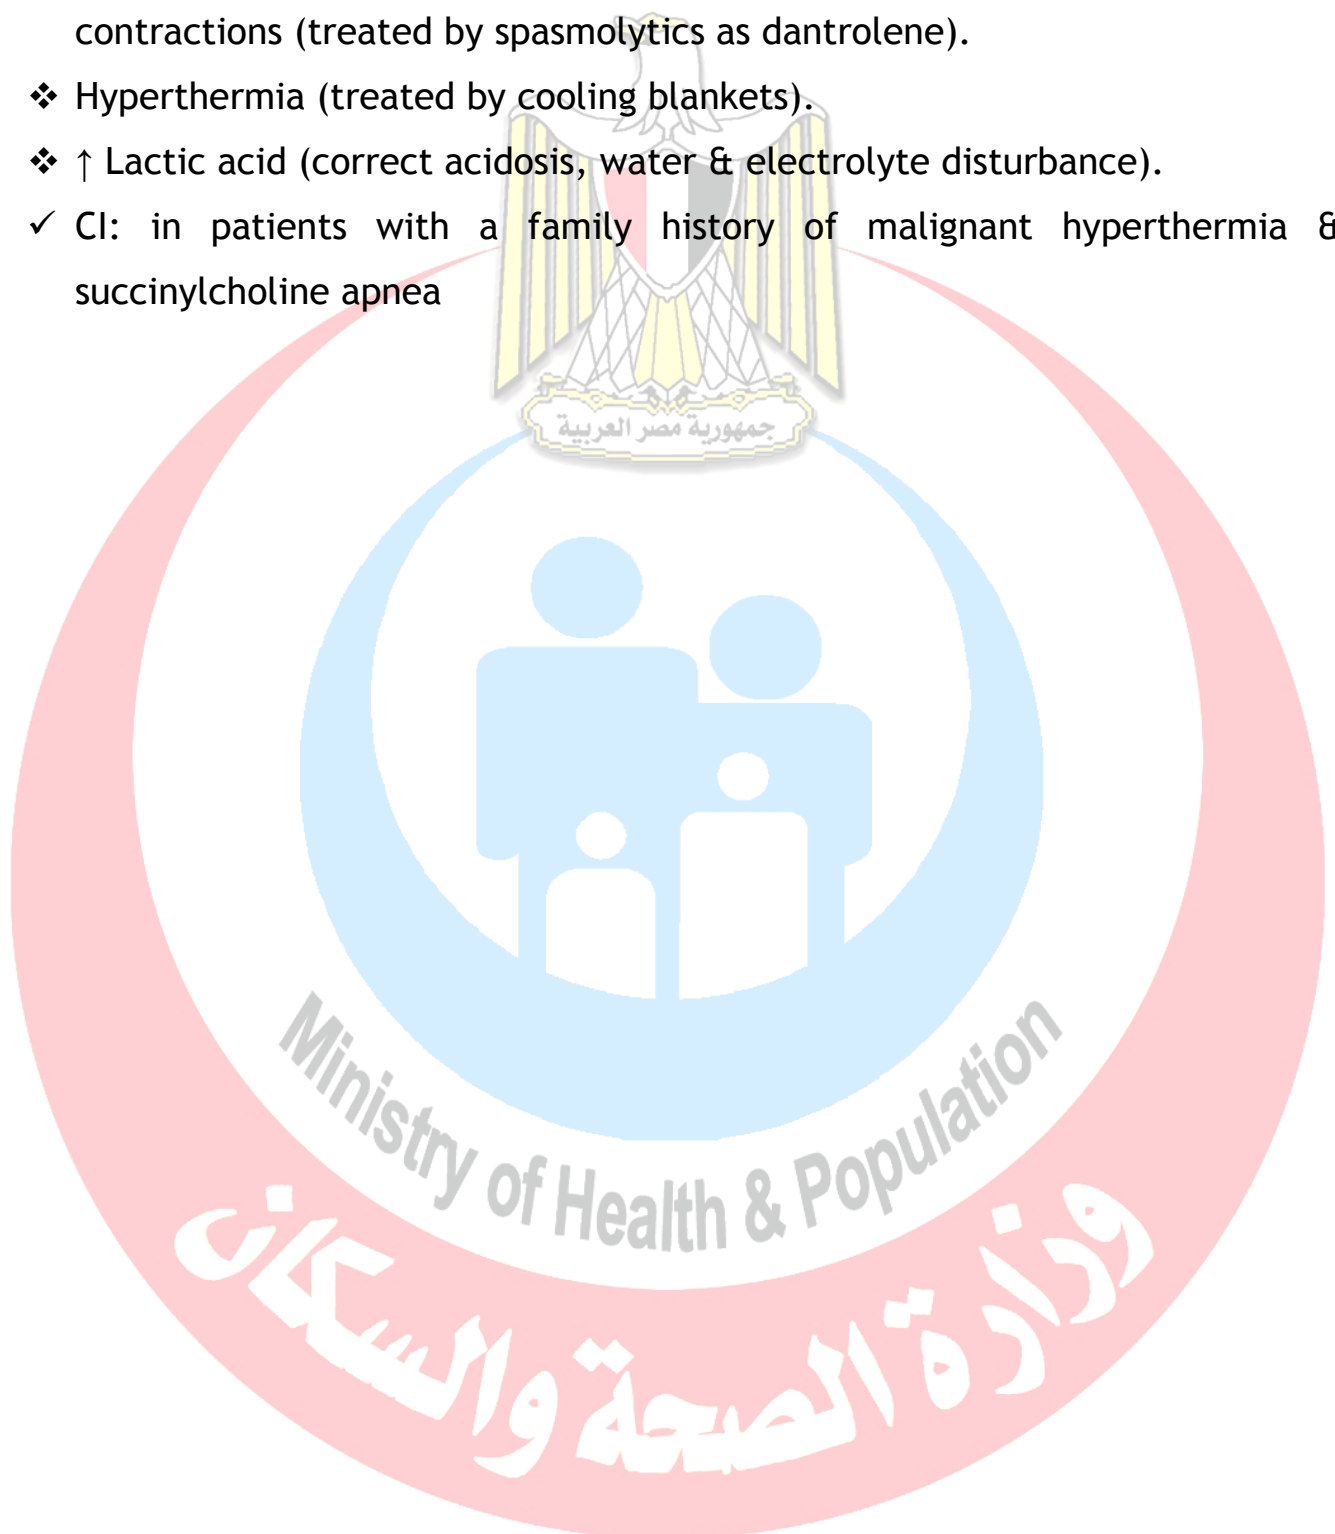 contractions (treated by spasmolytics as dantrolene).
❖ Hyperthermia (treated by cooling blankets).
❖ ↑ Lactic acid (correct acidosis, water & electrolyte disturbance).
✓ CI: in patients with a family history of malignant hyperthermia &
succinylcholine apnea
جمهورية مصر العربية
Ministry of Health & Population
وزارة الصحة والسكان